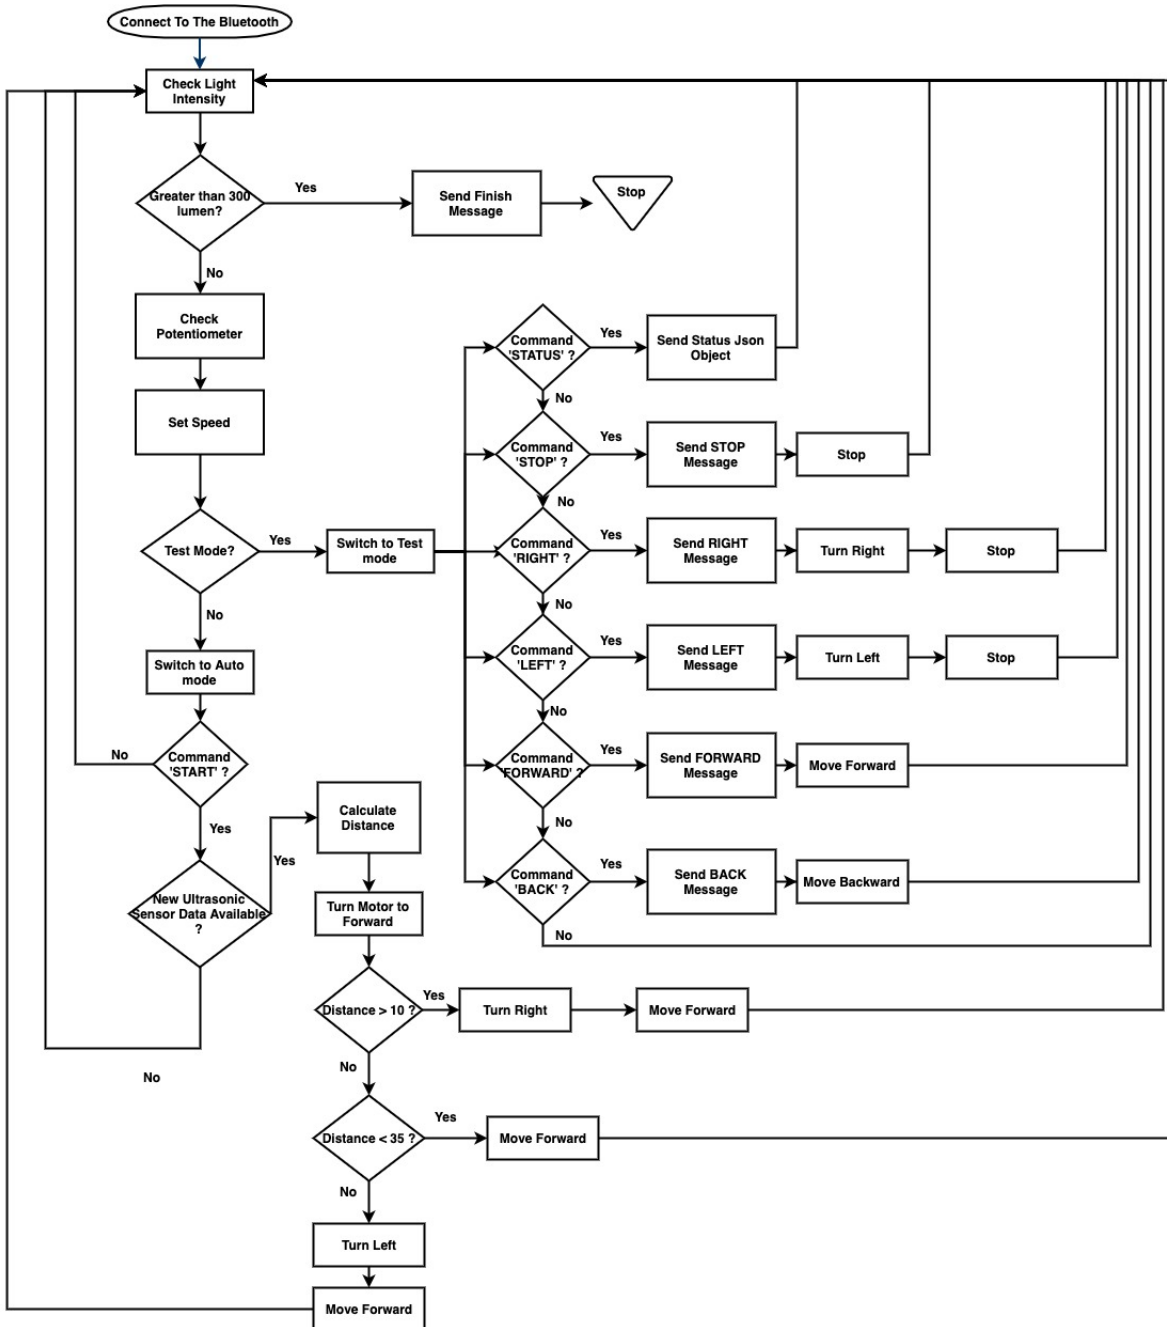 Connect To The Bluetooth
Check Light
Intensity
Greater than 300
lumen?
Yes
Send Finish
Message
Stop
No
Check
Potentiometer
Set Speed
Test Mode?
Yes
Switch to Test
mode
No
Switch to Auto
mode
Command
'START' ?
No
Yes
New Ultrasonic
Sensor Data Available
?
Yes
No
Command
'STATUS' ?
Yes
Send Status Json
Object
No
Command
'STOP' ?
Yes
Send STOP
Message
Stop
No
Command
'RIGHT' ?
Yes
Send RIGHT
Message
Turn Right
Stop
No
Command
'LEFT' ?
Yes
Send LEFT
Message
Turn Left
Stop
No
Command
'FORWARD' ?
Yes
Send FORWARD
Message
Move Forward
No
Command
'BACK' ?
Yes
Send BACK
Message
Move Backward
No
Calculate
Distance
Turn Motor to
Forward
Distance > 10 ?
Yes
Turn Right
Move Forward
No
Distance < 35 ?
Yes
Move Forward
No
Turn Left
Move Forward